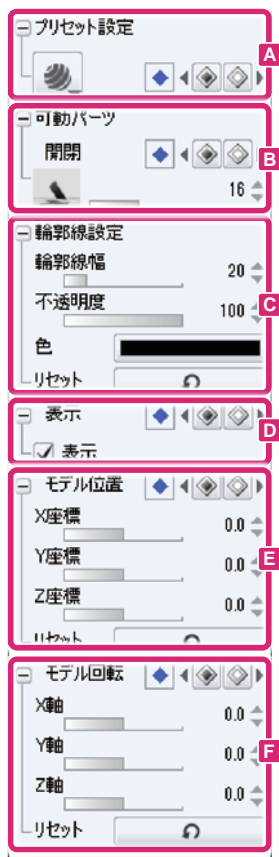 プリセット設定
A
可動パーツ
開閉
B
16
輪郭線設定
輪郭線幅
20
不透明度
100
C
色
リセット
表示
D
表示
モデル位置
X座標
0.0
Y座標
0.0
E
Z座標
0.0
リセット
モデル回転
X軸
0.0
Y軸
0.0
F
Z軸
0.0
リセット